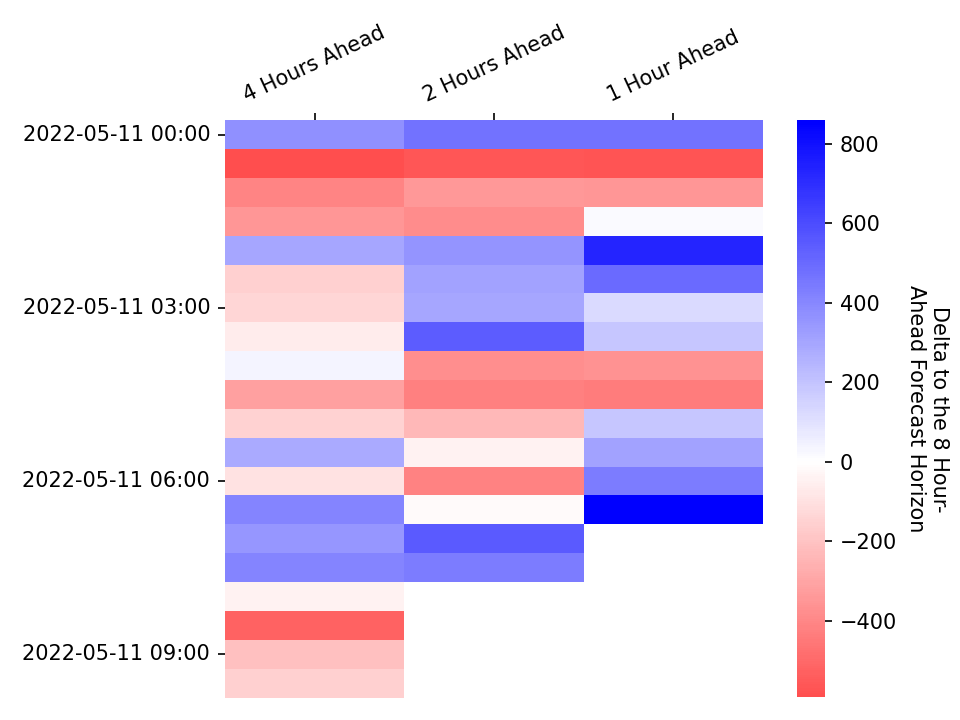 4 Hours Ahead
2 Hours Ahead
1 Hour Ahead
2022-05-11 00:00
2022-05-11 03:00
2022-05-11 06:00
2022-05-11 09:00
800
600
400
200
0
−200
−400
Delta to the 8 Hour-
Ahead Forecast Horizon